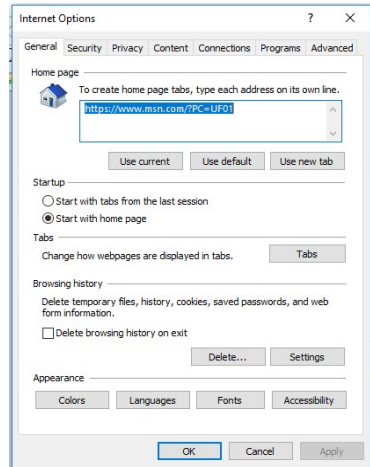 Internet Options ? X
General Security Privacy Content Connections Programs Advanced
Home page
To create home page tabs, type each address on its own line.
https://www.msn.com/?PC=UF01
Use current Use default Use new tab
Startup
Start with tabs from the last session
Start with home page
Tabs
Change how webpages are displayed in tabs. Tabs
Browsing history
Delete temporary files, history, cookies, saved passwords, and web
form information.
Delete browsing history on exit
Delete... Settings
Appearance
Colors Languages Fonts Accessibility
OK Cancel Apply